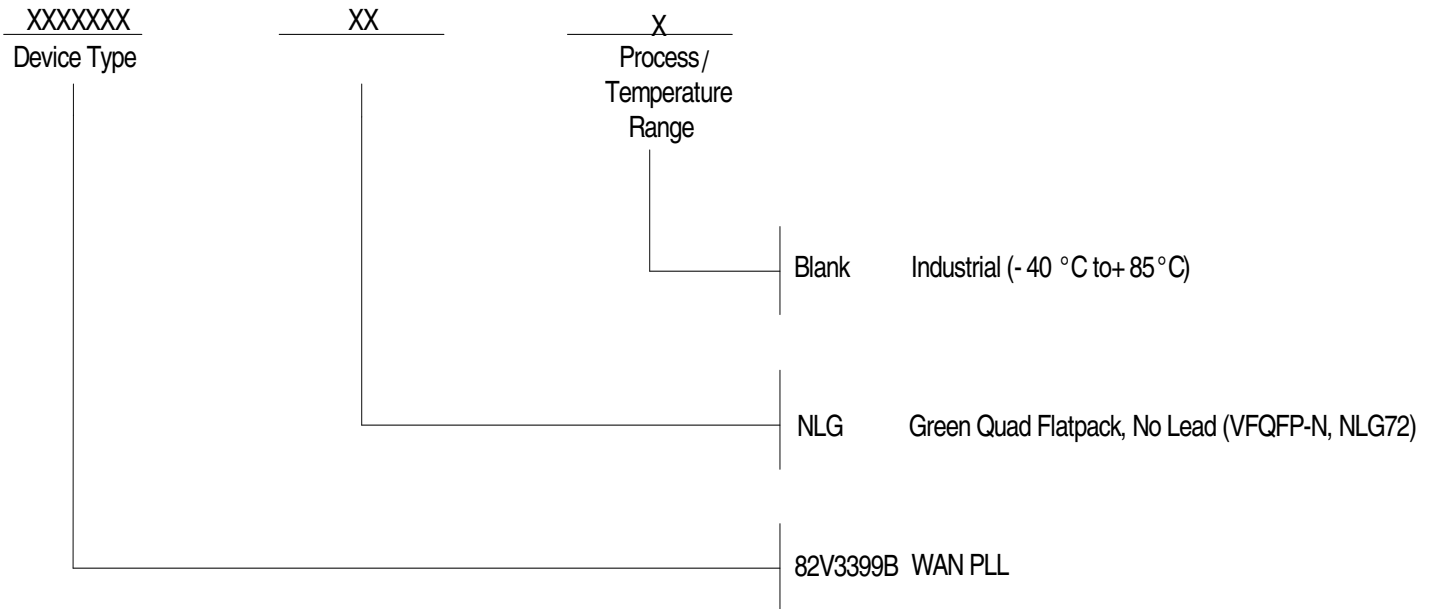 XXXXXXX XX X
Device Type Process/
Temperature
Range
Blank Industrial (- 40 °C to+ 85°C)
NLG Green Quad Flatpack, No Lead (VFQFP-N, NLG72)
82V3399B WAN PLL